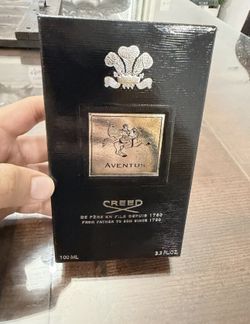 AVENTUS
CREED
DE PÈRE EN FILS DEPUIS 1760
FROM FATHER TO SON SINCE 1760
100 ML
3.3 FL.OZ.